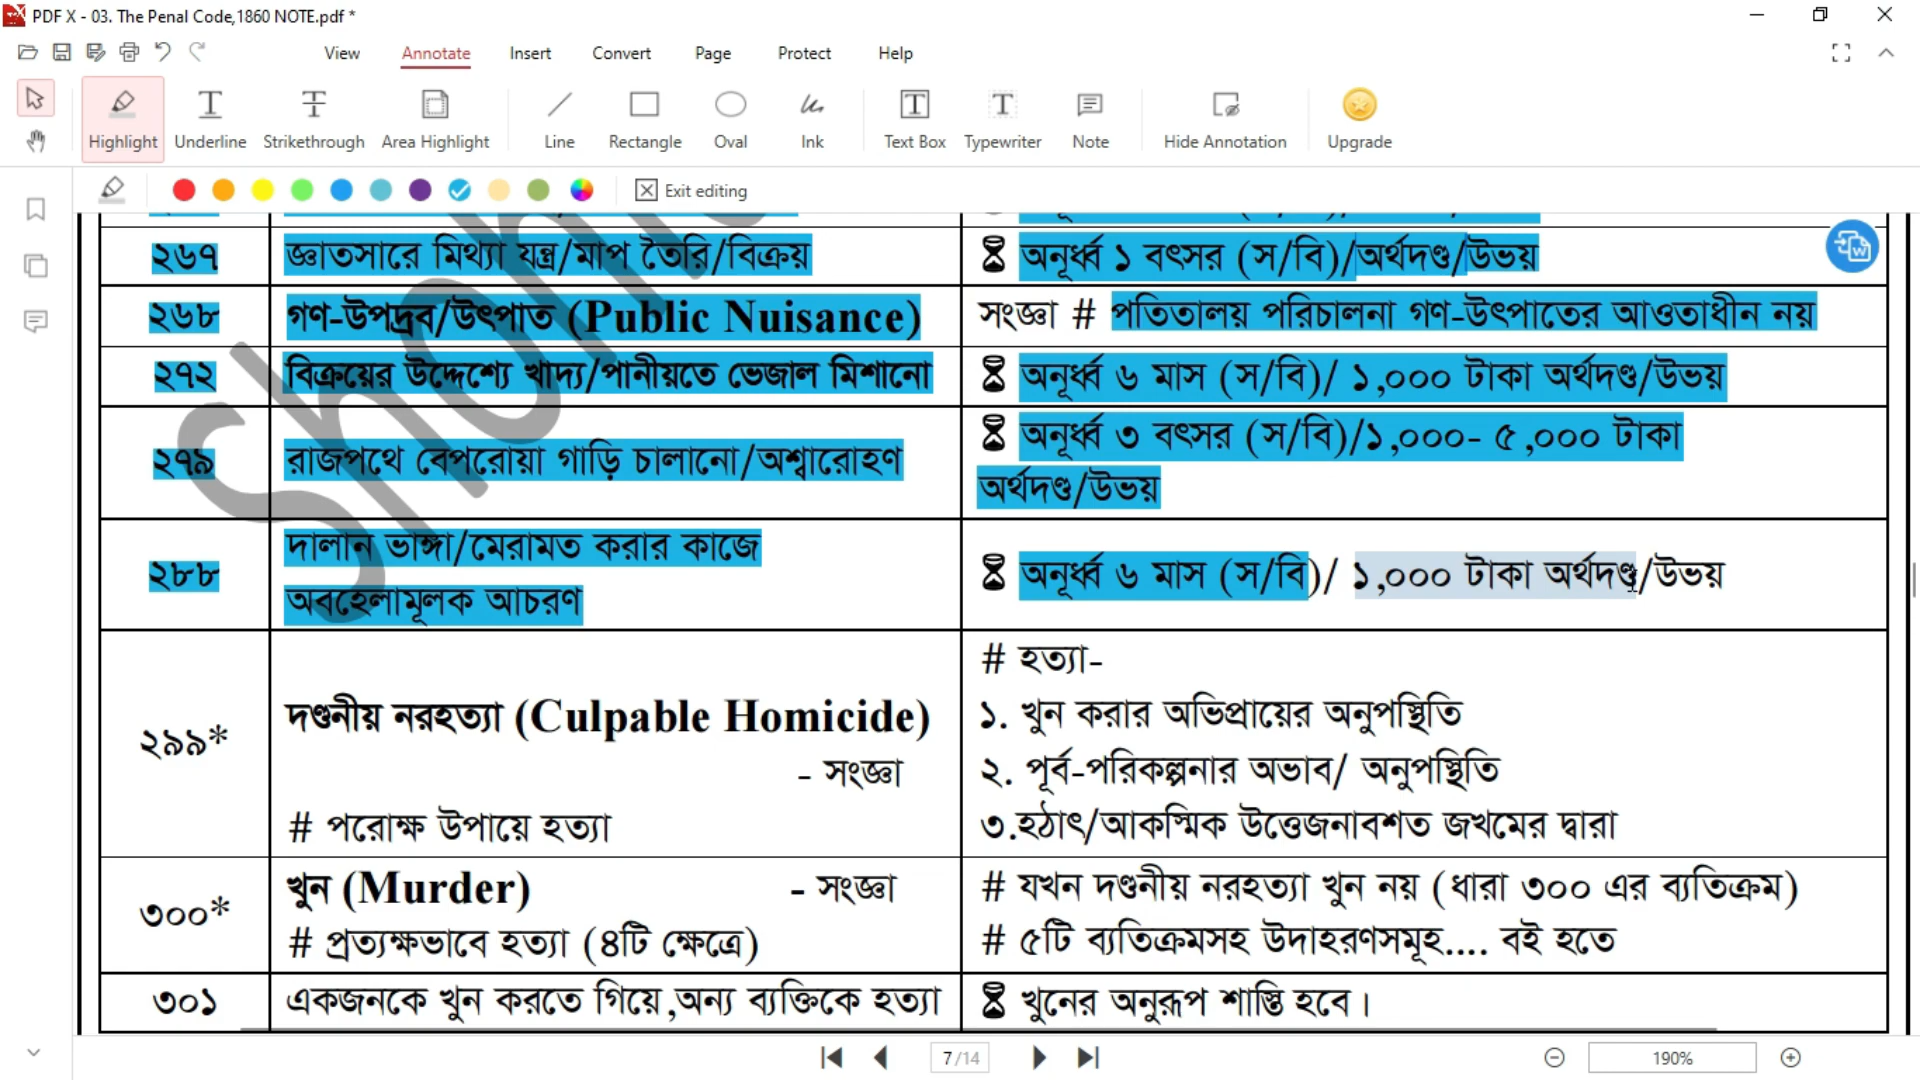 PDF X - 03. The Penal Code,1860 NOTE.pdf *
View Annotate Insert Convert Page Protect Help
Highlight Underline Strikethrough Area Highlight Line Rectangle Oval Ink Text Box Typewriter Note Hide Annotation Upgrade
Exit editing
২৬৭ জ্ঞাতসারে মিথ্যা যন্ত্র/মাপ তৈরি/বিক্রয় অনূর্ধ্ব ১ বৎসর (স/বি)/অর্থদণ্ড/উভয়
২৬৮ গণ-উপদ্রব/উৎপাত (Public Nuisance) সংজ্ঞা # পতিতালয় পরিচালনা গণ-উৎপাতের আওতাধীন নয়
২৭২ বিক্রয়ের উদ্দেশ্যে খাদ্য/পানীয়তে ভেজাল মিশানো অনূর্ধ্ব ৬ মাস (স/বি)/ ১,০০০ টাকা অর্থদণ্ড/উভয়
২৭৯ রাজপথে বেপরোয়া গাড়ি চালানো/অশ্বারোহণ অনূর্ধ্ব ৩ বৎসর (স/বি)/১,০০০- ৫,০০০ টাকা
অর্থদণ্ড/উভয়
২৮৮ দালান ভাঙ্গা/মেরামত করার কাজে
অবহেলামূলক আচরণ
অনূর্ধ্ব ৬ মাস (স/বি)/ ১,০০০ টাকা অর্থদণ্ড/উভয়
২৯৯* দণ্ডনীয় নরহত্যা (Culpable Homicide)
- সংজ্ঞা
# পরোক্ষ উপায়ে হত্যা
# হত্যা-
১. খুন করার অভিপ্রায়ের অনুপস্থিতি
২. পূর্ব-পরিকল্পনার অভাব/ অনুপস্থিতি
৩.হঠাৎ/আকস্মিক উত্তেজনাবশত জখমের দ্বারা
৩০০* খুন (Murder) - সংজ্ঞা
# প্রত্যক্ষভাবে হত্যা (৪টি ক্ষেত্রে)
# যখন দণ্ডনীয় নরহত্যা খুন নয় (ধারা ৩০০ এর ব্যতিক্রম)
# ৫টি ব্যতিক্রমসহ উদাহরণসমূহ.... বই হতে
৩০১ একজনকে খুন করতে গিয়ে,অন্য ব্যক্তিকে হত্যা খুনের অনুরূপ শাস্তি হবে।
7 /14 190%